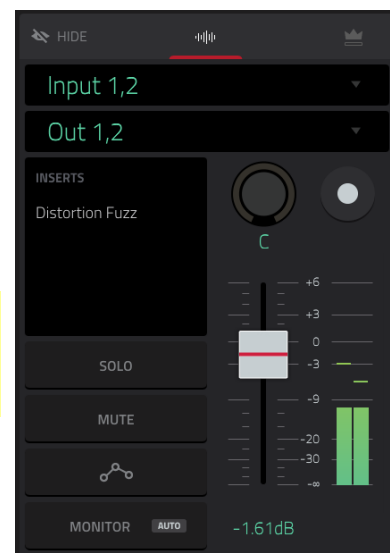 HIDE
Input 1,2
Out 1,2
INSERTS
Distortion Fuzz
C
+6
+3
0
-3
-9
-20
-30
-∞
SOLO
MUTE
MONITOR AUTO
-1.61dB